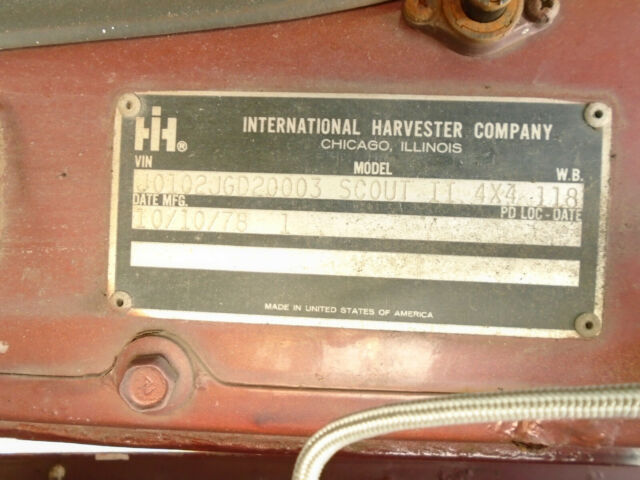 IH® INTERNATIONAL HARVESTER COMPANY
CHICAGO, ILLINOIS
VIN MODEL W.B.
J0102JGD20003 SCOUT II 4X4 118
DATE MFG. PD LOC - DATE
10/10/78 1
MADE IN UNITED STATES OF AMERICA